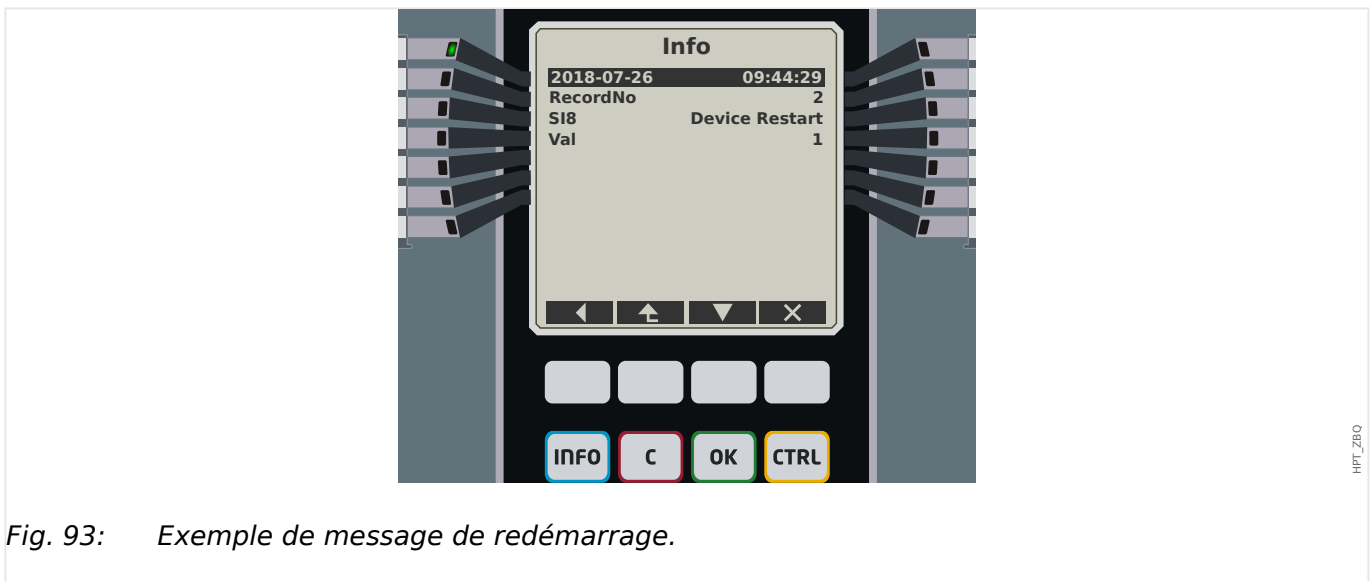 Info
2018-07-26 09:44:29
RecordNo 2
SI8 Device Restart
Val 1
INFO C OK CTRL
HPT_ZBQ
Fig. 93: Exemple de message de redémarrage.